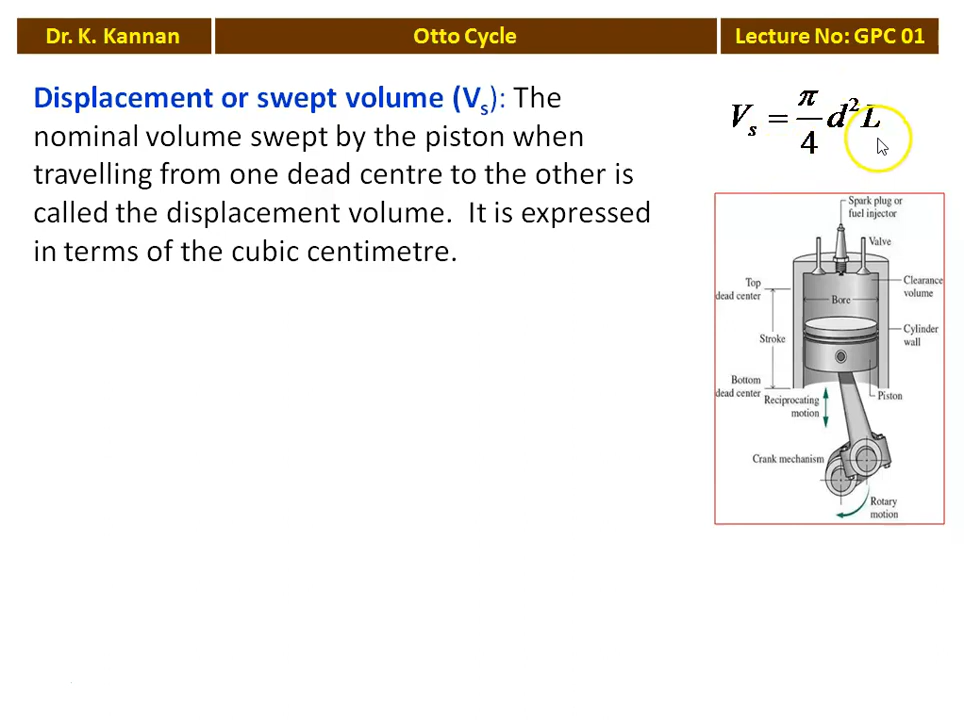 Dr. K. Kannan
Otto Cycle
Lecture No: GPC 01
Displacement or swept volume (Vs): The
nominal volume swept by the piston when
travelling from one dead centre to the other is
called the displacement volume. It is expressed
in terms of the cubic centimetre.
Vs = π/4 d²L
Spark plug or
fuel injector
Valve
Top
dead center
Clearance
volume
Bore
Cylinder
wall
Stroke
Bottom
dead center
Reciprocating
motion
Piston
Crank mechanism
Rotary
motion